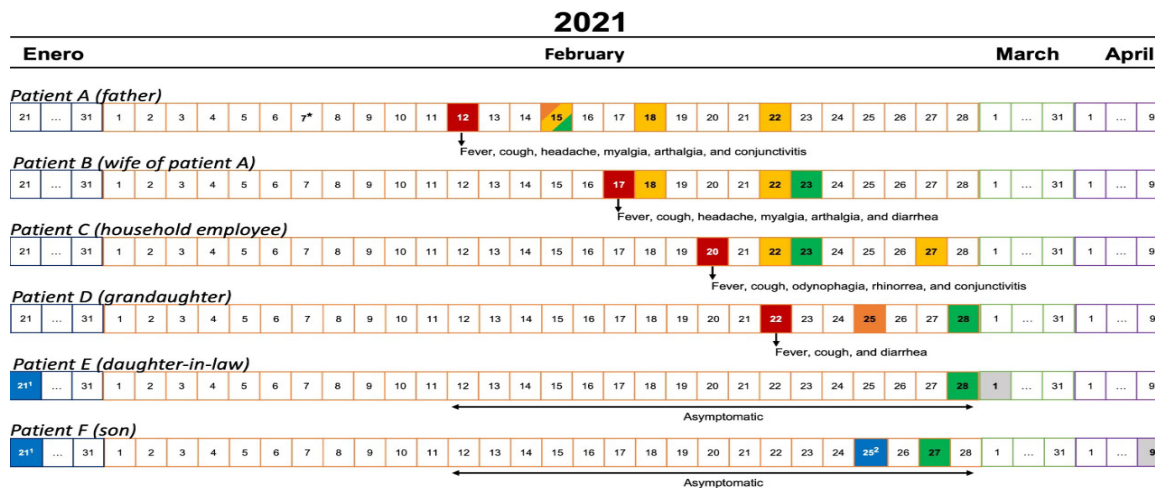 2021
Enero February March April
Patient A (father)
21 ... 31 1 2 3 4 5 6 7* 8 9 10 11 12 13 14 15 16 17 18 19 20 21 22 23 24 25 26 27 28 1 ... 31 1 ... 9
Fever, cough, headache, myalgia, arthalgia, and conjunctivitis
Patient B (wife of patient A)
21 ... 31 1 2 3 4 5 6 7 8 9 10 11 12 13 14 15 16 17 18 19 20 21 22 23 24 25 26 27 28 1 ... 31 1 ... 9
Fever, cough, headache, myalgia, arthalgia, and diarrhea
Patient C (household employee)
21 ... 31 1 2 3 4 5 6 7 8 9 10 11 12 13 14 15 16 17 18 19 20 21 22 23 24 25 26 27 28 1 ... 31 1 ... 9
Fever, cough, odynophagia, rhinorrea, and conjunctivitis
Patient D (grandaughter)
21 ... 31 1 2 3 4 5 6 7 8 9 10 11 12 13 14 15 16 17 18 19 20 21 22 23 24 25 26 27 28 1 ... 31 1 ... 9
Fever, cough, and diarrhea
Patient E (daughter-in-law)
21¹ ... 31 1 2 3 4 5 6 7 8 9 10 11 12 13 14 15 16 17 18 19 20 21 22 23 24 25 26 27 28 1 ... 31 1 ... 9
Asymptomatic
Patient F (son)
21¹ ... 31 1 2 3 4 5 6 7 8 9 10 11 12 13 14 15 16 17 18 19 20 21 22 23 24 25² 26 27 28 1 ... 31 1 ... 9
Asymptomatic